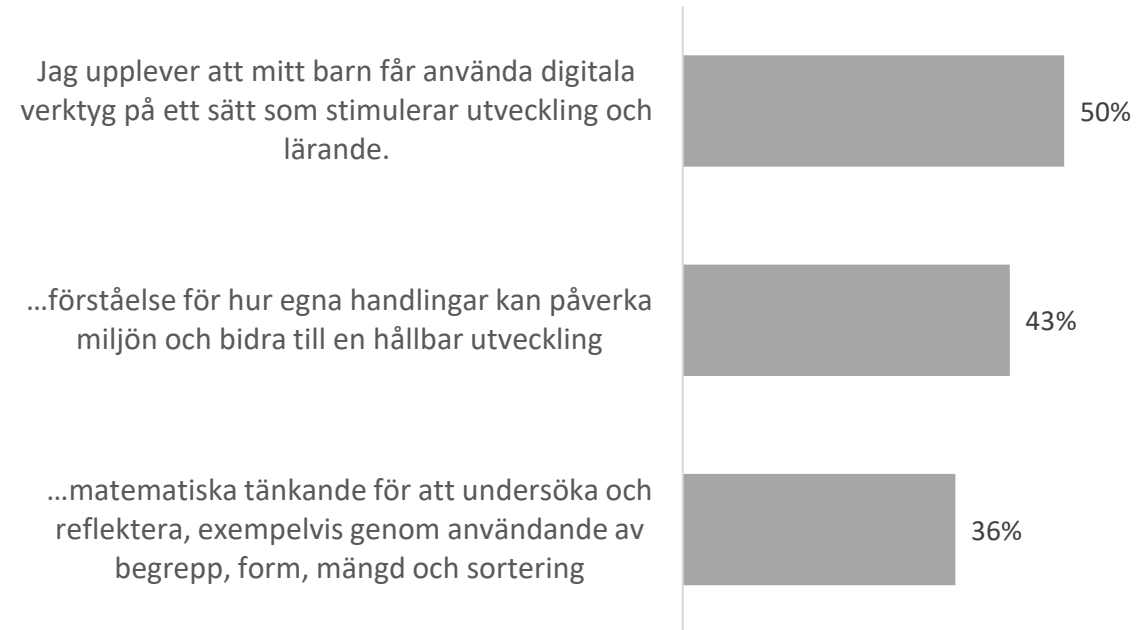 Jag upplever att mitt barn får använda digitala
verktyg på ett sätt som stimulerar utveckling och
lärande.
50%
…förståelse för hur egna handlingar kan påverka
miljön och bidra till en hållbar utveckling
43%
…matematiska tänkande för att undersöka och
reflektera, exempelvis genom användande av
begrepp, form, mängd och sortering
36%